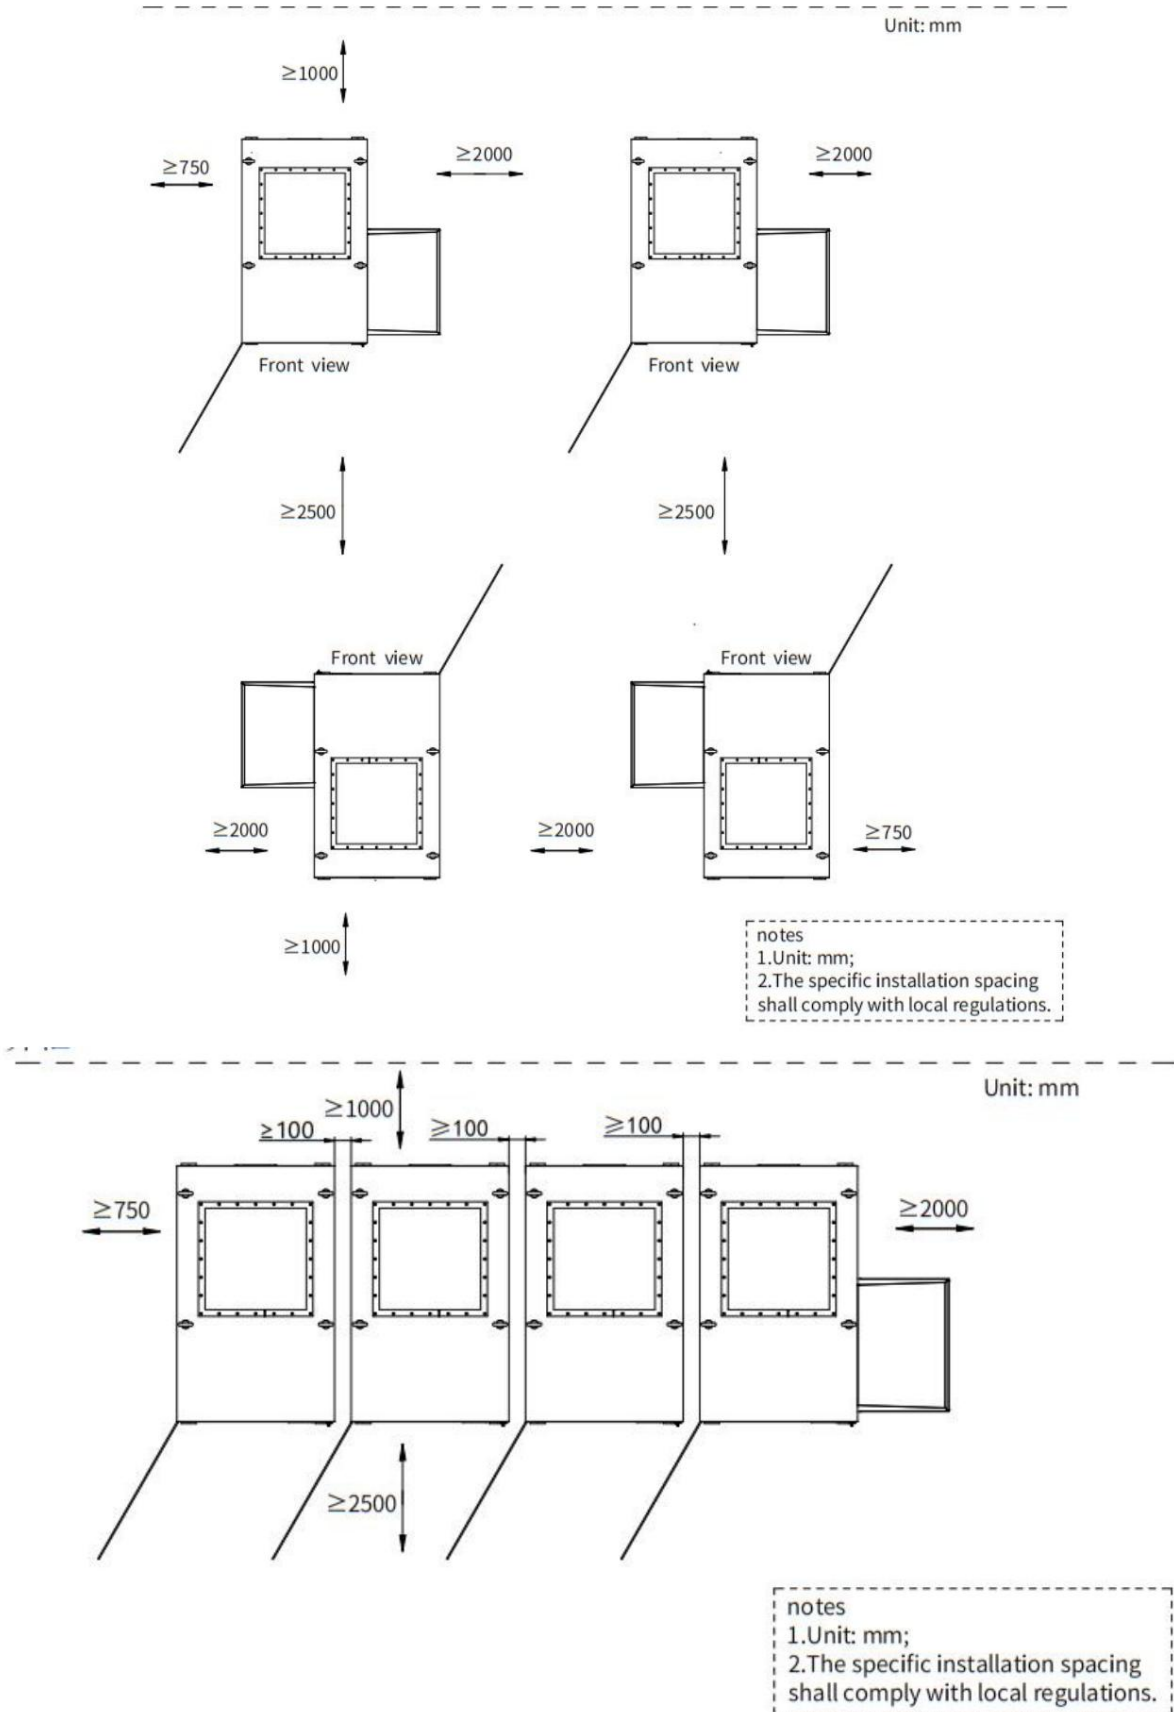 Unit: mm
≥1000
≥750
≥2000
≥2000
Front view
Front view
≥2500
≥2500
Front view
Front view
≥2000
≥2000
≥750
≥1000
notes
1.Unit: mm;
2.The specific installation spacing
shall comply with local regulations.
Unit: mm
≥1000
≥100
≥100
≥100
≥750
≥2000
≥2500
notes
1.Unit: mm;
2.The specific installation spacing
shall comply with local regulations.